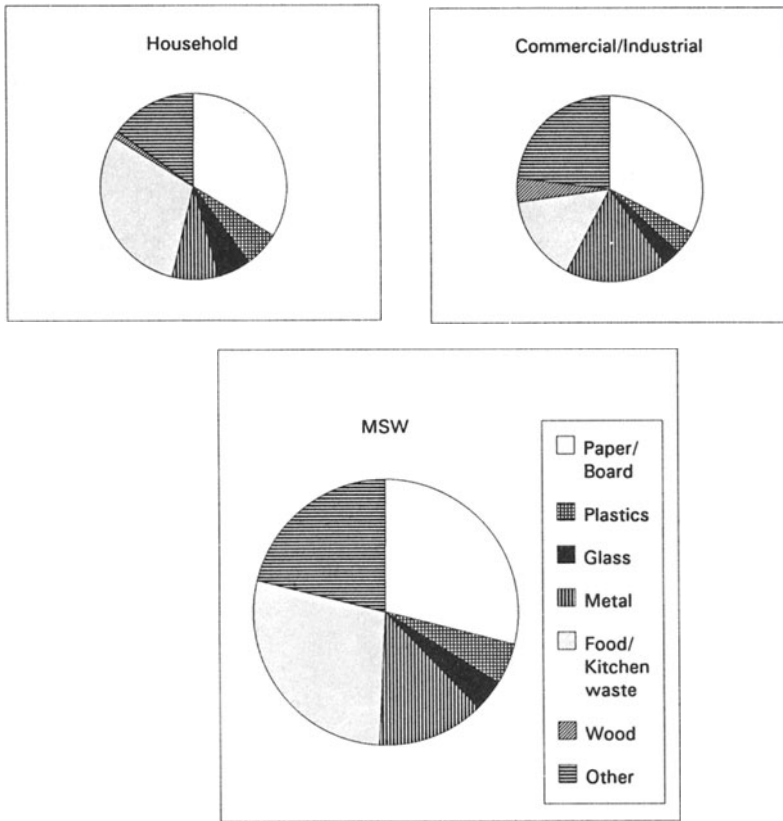 Household
Commercial/Industrial
MSW
Paper/
Board
Plastics
Glass
Metal
Food/
Kitchen
waste
Wood
Other